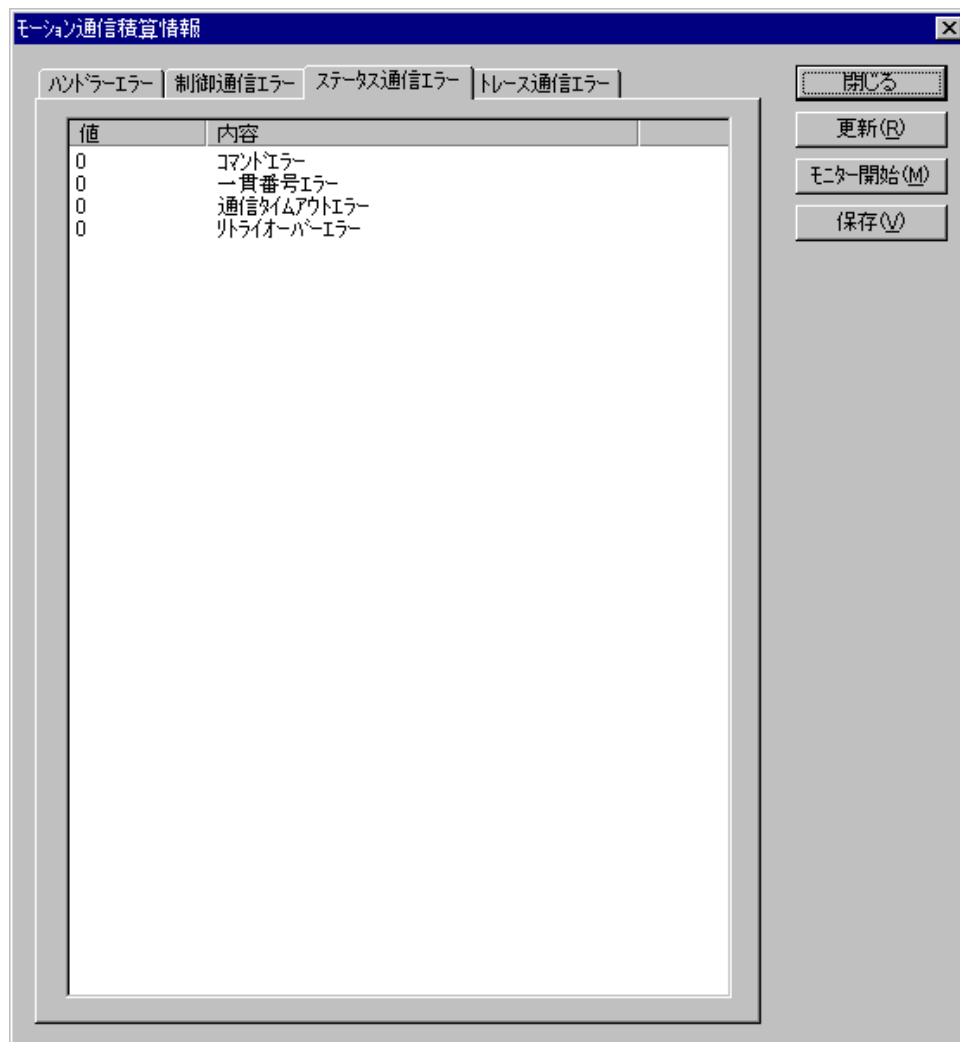 モーション通信積算情報
ハンドラーエラー 制御通信エラー ステータス通信エラー トレース通信エラー
閉じる
更新(R)
モニター開始(M)
保存(V)
値 内容
0 コマンドエラー
0 一貫番号エラー
0 通信タイムアウトエラー
0 リトライオーバーエラー